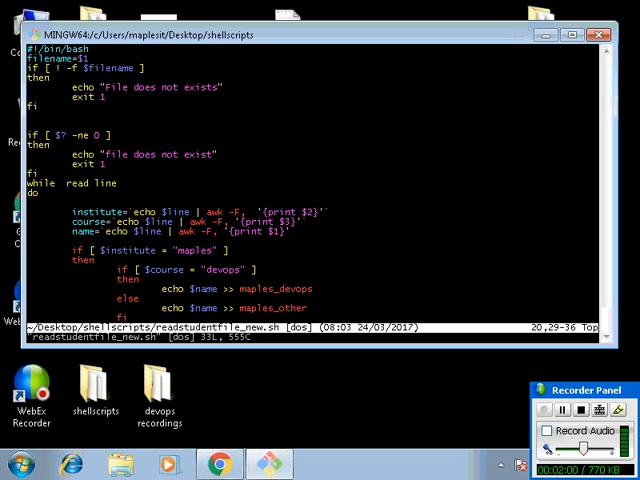 MINGW64:/c/Users/maplesit/Desktop/shellscripts
#!/bin/bash
filename=$1
if [ ! -f $filename ]
then
echo "File does not exists"
exit 1
fi
if [ $? -ne 0 ]
then
echo "file does not exist"
exit 1
fi
while read line
do
institute=`echo $line | awk -F, '{print $2}'`
course=`echo $line | awk -F, '{print $3}'`
name=`echo $line | awk -F, '{print $1}'`
if [ $institute = "maples" ]
then
if [ $course = "devops" ]
then
echo $name >> maples_devops
else
echo $name >> maples_other
fi
~/Desktop/shellscripts/readstudentfile_new.sh [dos] (08:03 24/03/2017) 20,29-36 Top
"readstudentfile_new.sh" [dos] 33L, 555C
WebEx Recorder
shellscripts
devops recordings
Recorder Panel
Record Audio
00:02:00 / 770 KB